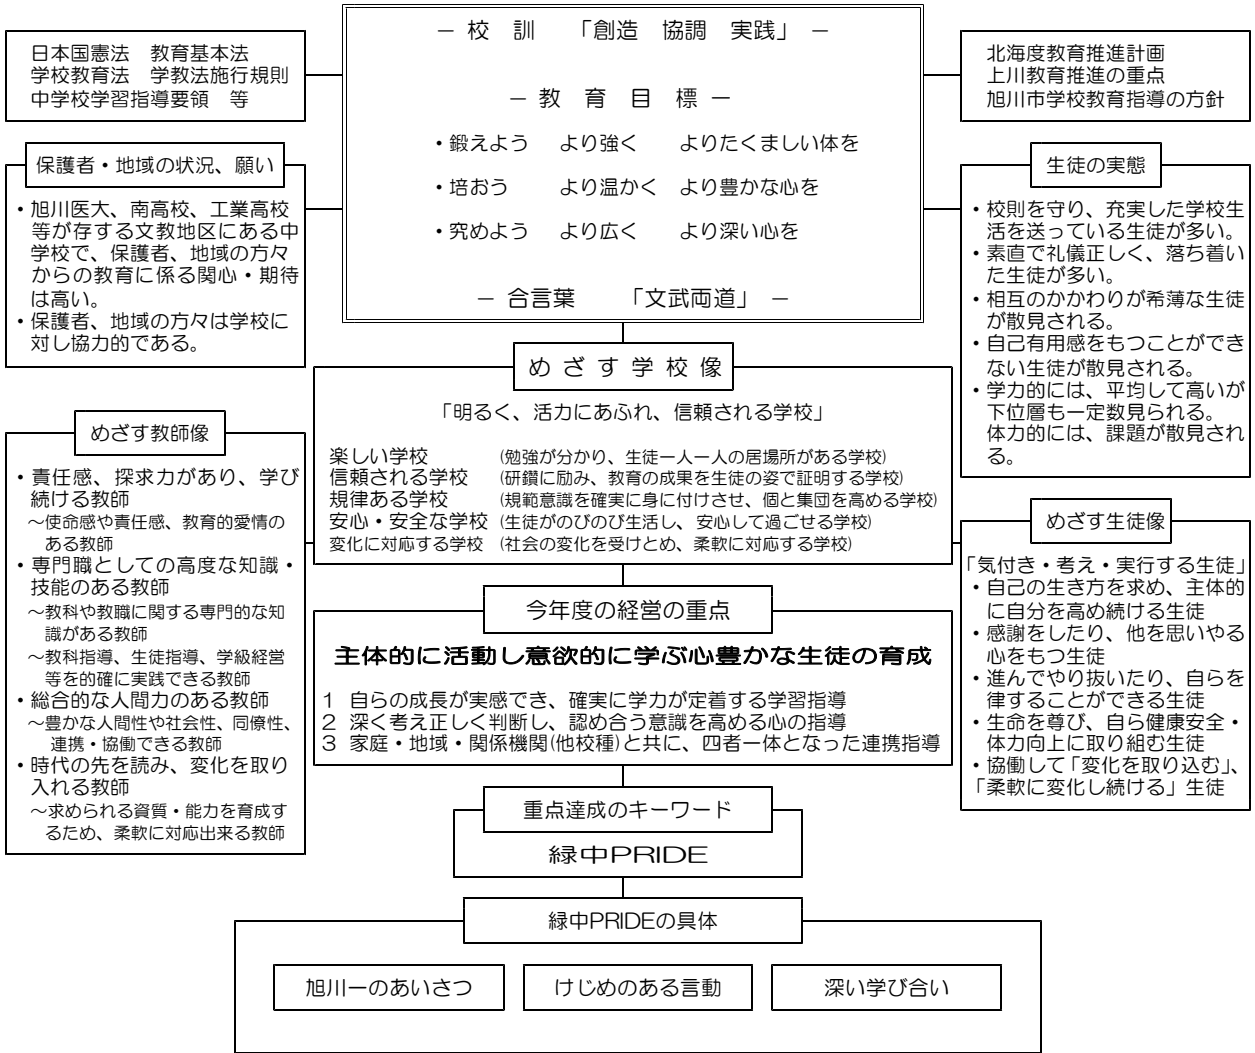 － 校　訓　「創造　協調　実践」 －
日本国憲法　教育基本法
学校教育法　学教法施行規則
中学校学習指導要領　等
北海度教育推進計画
上川教育推進の重点
旭川市学校教育指導の方針
－ 教　育　目　標 －
・鍛えよう　より強く　よりたくましい体を
・培おう　より温かく　より豊かな心を
・究めよう　より広く　より深い心を
－ 合言葉　「文武両道」 －
保護者・地域の状況、願い
・旭川医大、南高校、工業高校
等が存する文教地区にある中
学校で、保護者、地域の方々
からの教育に係る関心・期待
は高い。
・保護者、地域の方々は学校に
対し協力的である。
生徒の実態
・校則を守り、充実した学校生
活を送っている生徒が多い。
・素直で礼儀正しく、落ち着い
た生徒が多い。
・相互のかかわりが希薄な生徒
が散見される。
・自己有用感をもつことができ
ない生徒が散見される。
・学力的には、平均して高いが
下位層も一定数見られる。
体力的には、課題が散見され
る。
めざす学校像
「明るく、活力にあふれ、信頼される学校」
楽しい学校　(勉強が分かり、生徒一人一人の居場所がある学校)
信頼される学校　(研鑽に励み、教育の成果を生徒の姿で証明する学校)
規律ある学校　(規範意識を確実に身に付けさせ、個と集団を高める学校)
安心・安全な学校　(生徒がのびのび生活し、安心して過ごせる学校)
変化に対応する学校　(社会の変化を受けとめ、柔軟に対応する学校)
めざす教師像
・責任感、探求力があり、学び
続ける教師
～使命感や責任感、教育的愛情の
ある教師
・専門職としての高度な知識・
技能のある教師
～教科や教職に関する専門的な知
識がある教師
～教科指導、生徒指導、学級経営
等を的確に実践できる教師
・総合的な人間力のある教師
～豊かな人間性や社会性、同僚性、
連携・協働できる教師
・時代の先を読み、変化を取り
入れる教師
～求められる資質・能力を育成す
るため、柔軟に対応出来る教師
めざす生徒像
「気付き・考え・実行する生徒」
・自己の生き方を求め、主体的
に自分を高め続ける生徒
・感謝をしたり、他を思いやる
心をもつ生徒
・進んでやり抜いたり、自らを
律することができる生徒
・生命を尊び、自ら健康安全・
体力向上に取り組む生徒
・協働して「変化を取り込む」、
「柔軟に変化し続ける」生徒
今年度の経営の重点
主体的に活動し意欲的に学ぶ心豊かな生徒の育成
1　自らの成長が実感でき、確実に学力が定着する学習指導
2　深く考え正しく判断し、認め合う意識を高める心の指導
3　家庭・地域・関係機関(他校種)と共に、四者一体となった連携指導
重点達成のキーワード
緑中PRIDE
緑中PRIDEの具体
旭川一のあいさつ
けじめのある言動
深い学び合い